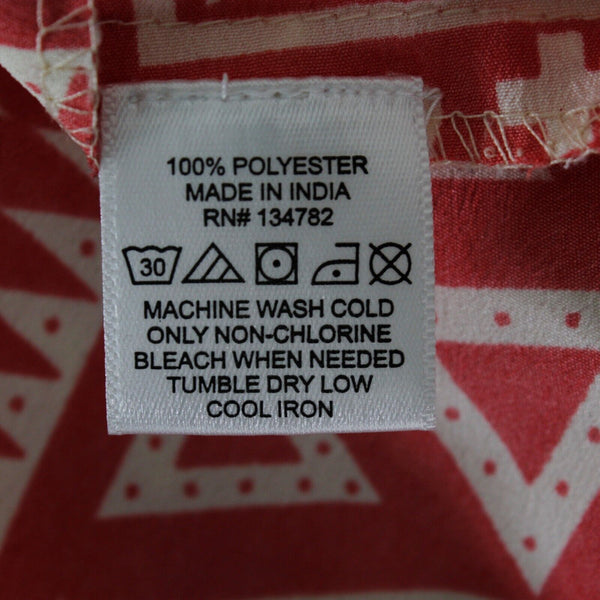 100% POLYESTER
MADE IN INDIA
RN# 134782
30
MACHINE WASH COLD
ONLY NON-CHLORINE
BLEACH WHEN NEEDED
TUMBLE DRY LOW
COOL IRON